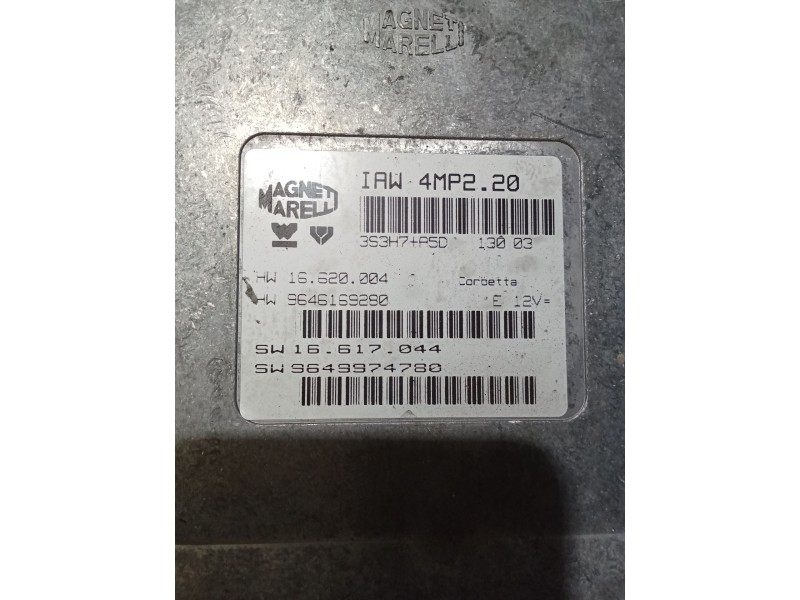 MAGNETI
MARELLI
MAGNETI
MARELLI
IAW 4MP2.20
3S3H7+A5D 130 03
HW 16.620.004 Corbetta
HW 9646169280 E 12V=
SW 16.617.044
SW 9649974780